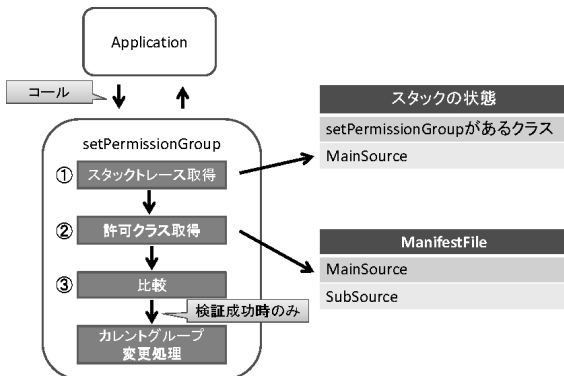 Application
コール
setPermissionGroup
① スタックトレース取得
② 許可クラス取得
③ 比較
検証成功時のみ
カレントグループ
変更処理
スタックの状態
setPermissionGroupがあるクラス
MainSource
ManifestFile
MainSource
SubSource